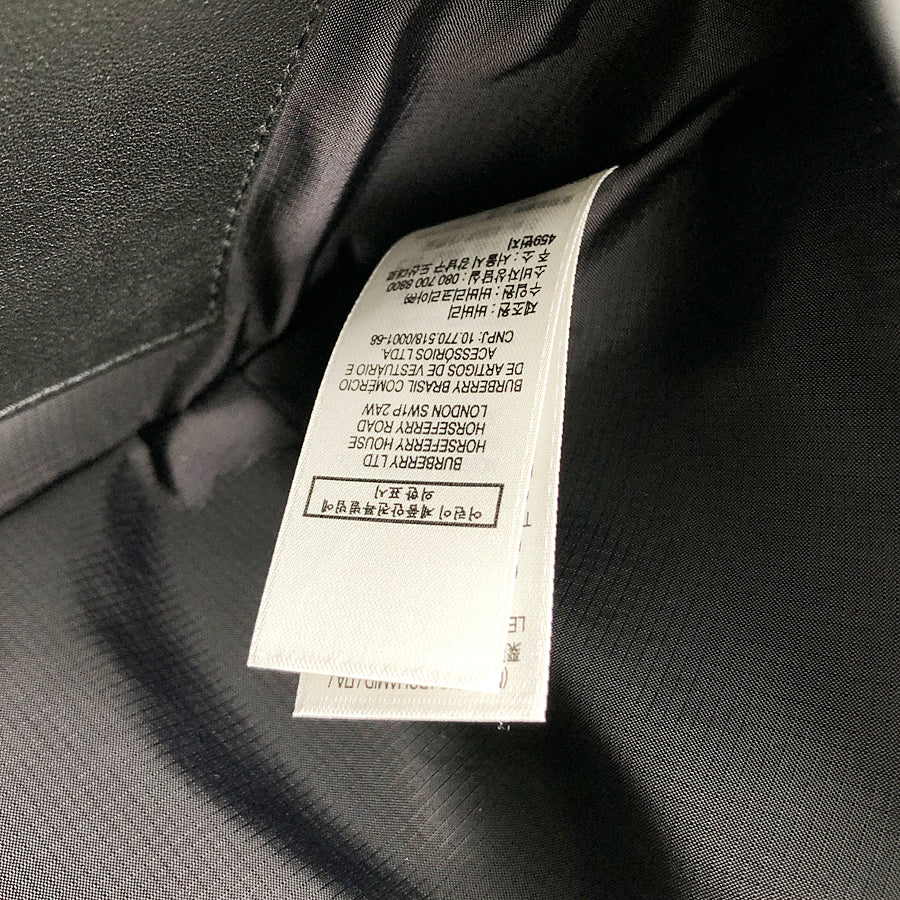 어린이 제품안전특별법에
의한 표시
BURBERRY LTD
HORSEFERRY HOUSE
HORSEFERRY ROAD
LONDON SW1P 2AW
BURBERRY BRASIL COMÉRCIO
DE ARTIGOS DE VESTUARIO E
ACESSÓRIOS LTDA
CNPJ: 10.770.518/0001-68
제조원 : 버버리
수입원 : 버버리코리아㈜
소비자상담실 : 080 700 8800
주소 : 서울시 강남구 도산대로
459번지
LE